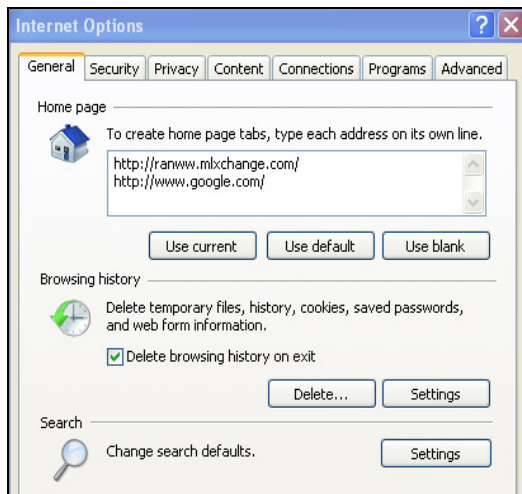 Internet Options
General Security Privacy Content Connections Programs Advanced
Home page
To create home page tabs, type each address on its own line.
http://ranww.mlxchange.com/
http://www.google.com/
Use current Use default Use blank
Browsing history
Delete temporary files, history, cookies, saved passwords,
and web form information.
Delete browsing history on exit
Delete... Settings
Search
Change search defaults. Settings